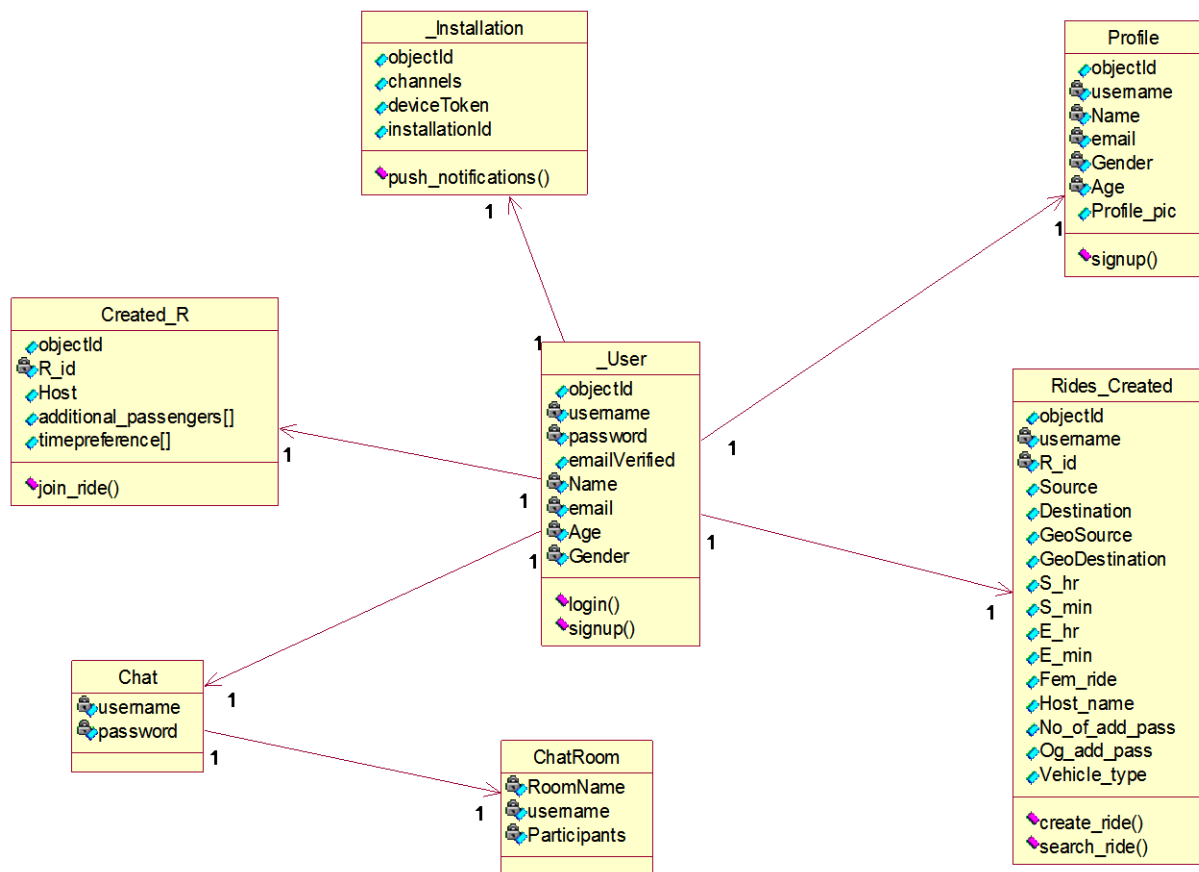 _Installation
objectId
channels
deviceToken
installationId
push_notifications()
1
Profile
objectId
username
Name
email
Gender
Age
Profile_pic
signup()
1
Created_R
objectId
R_id
Host
additional_passengers[]
timepreference[]
join_ride()
1
1
_User
objectId
username
password
emailVerified
Name
email
Age
Gender
login()
signup()
1
1
1
1
Rides_Created
objectId
username
R_id
Source
Destination
GeoSource
GeoDestination
S_hr
S_min
E_hr
E_min
Fem_ride
Host_name
No_of_add_pass
Og_add_pass
Vehicle_type
create_ride()
search_ride()
1
Chat
username
password
1
1
ChatRoom
RoomName
username
Participants
1